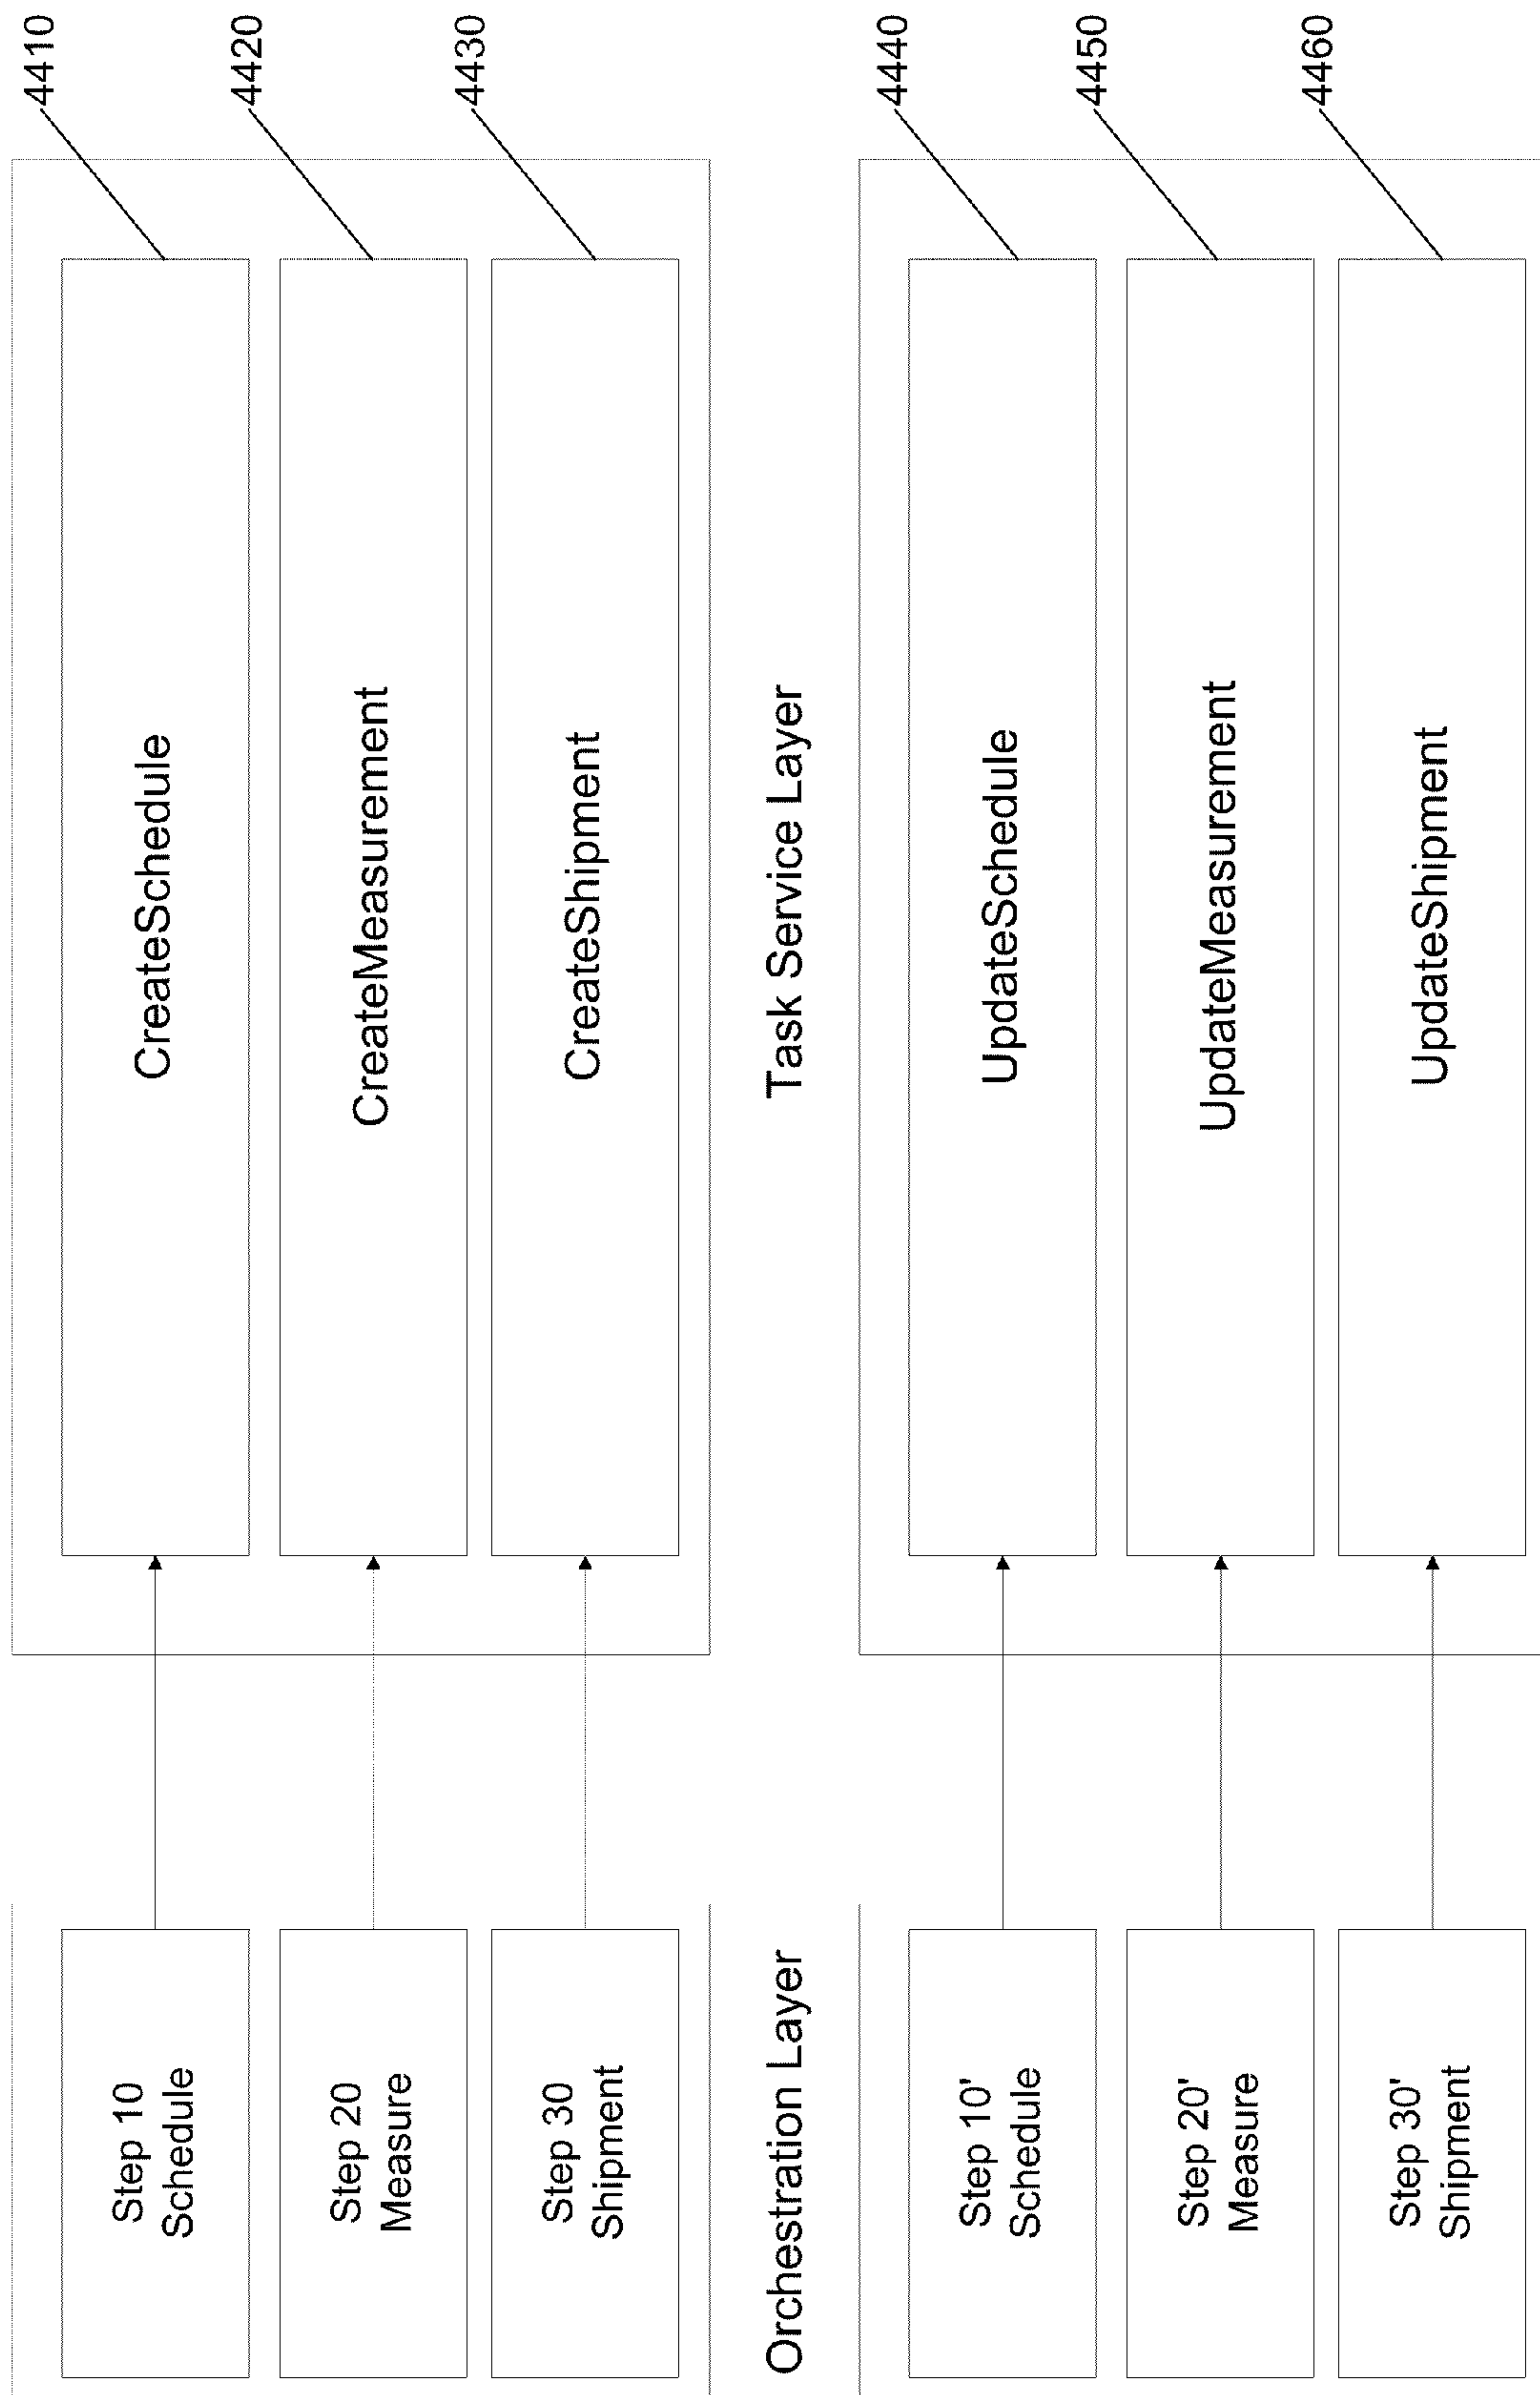 Step 10
Schedule
CreateSchedule
4410
Step 20
Measure
CreateMeasurement
4420
Step 30
Shipment
CreateShipment
4430
Orchestration Layer
Task Service Layer
Step 10'
Schedule
UpdateSchedule
4440
Step 20'
Measure
UpdateMeasurement
4450
Step 30'
Shipment
UpdateShipment
4460